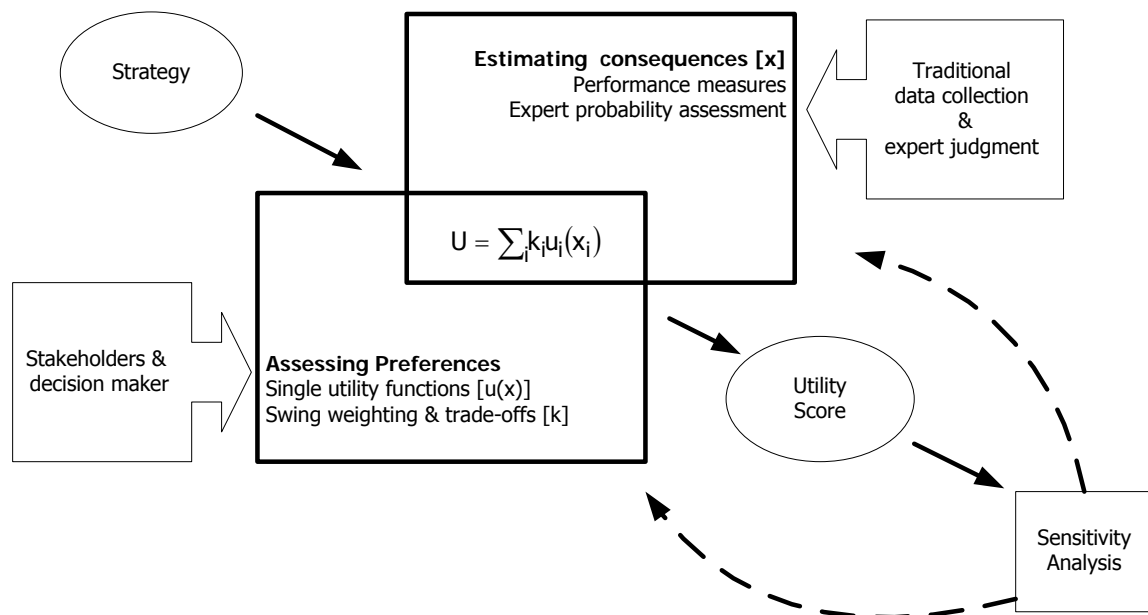 Strategy
Estimating consequences [x]
Performance measures
Expert probability assessment
Traditional
data collection
&
expert judgment
U = ∑ᵢkᵢuᵢ(xᵢ)
Stakeholders &
decision maker
Assessing Preferences
Single utility functions [u(x)]
Swing weighting & trade-offs [k]
Utility
Score
Sensitivity
Analysis